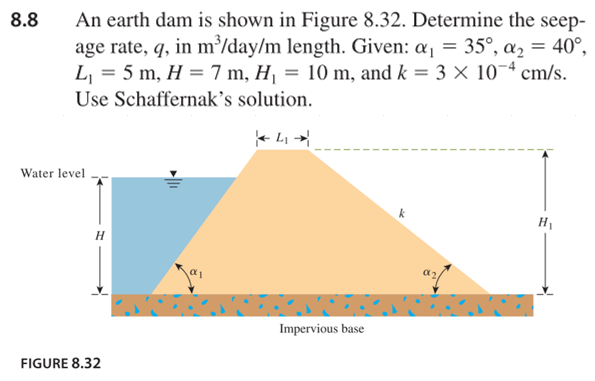 8.8 An earth dam is shown in Figure 8.32. Determine the seep-
age rate, q, in m³/day/m length. Given: α₁ = 35°, α₂ = 40°,
L₁ = 5 m, H = 7 m, H₁ = 10 m, and k = 3 × 10⁻⁴ cm/s.
Use Schaffernak's solution.
L₁
Water level
k
H₁
H
α₁
α₂
Impervious base
FIGURE 8.32